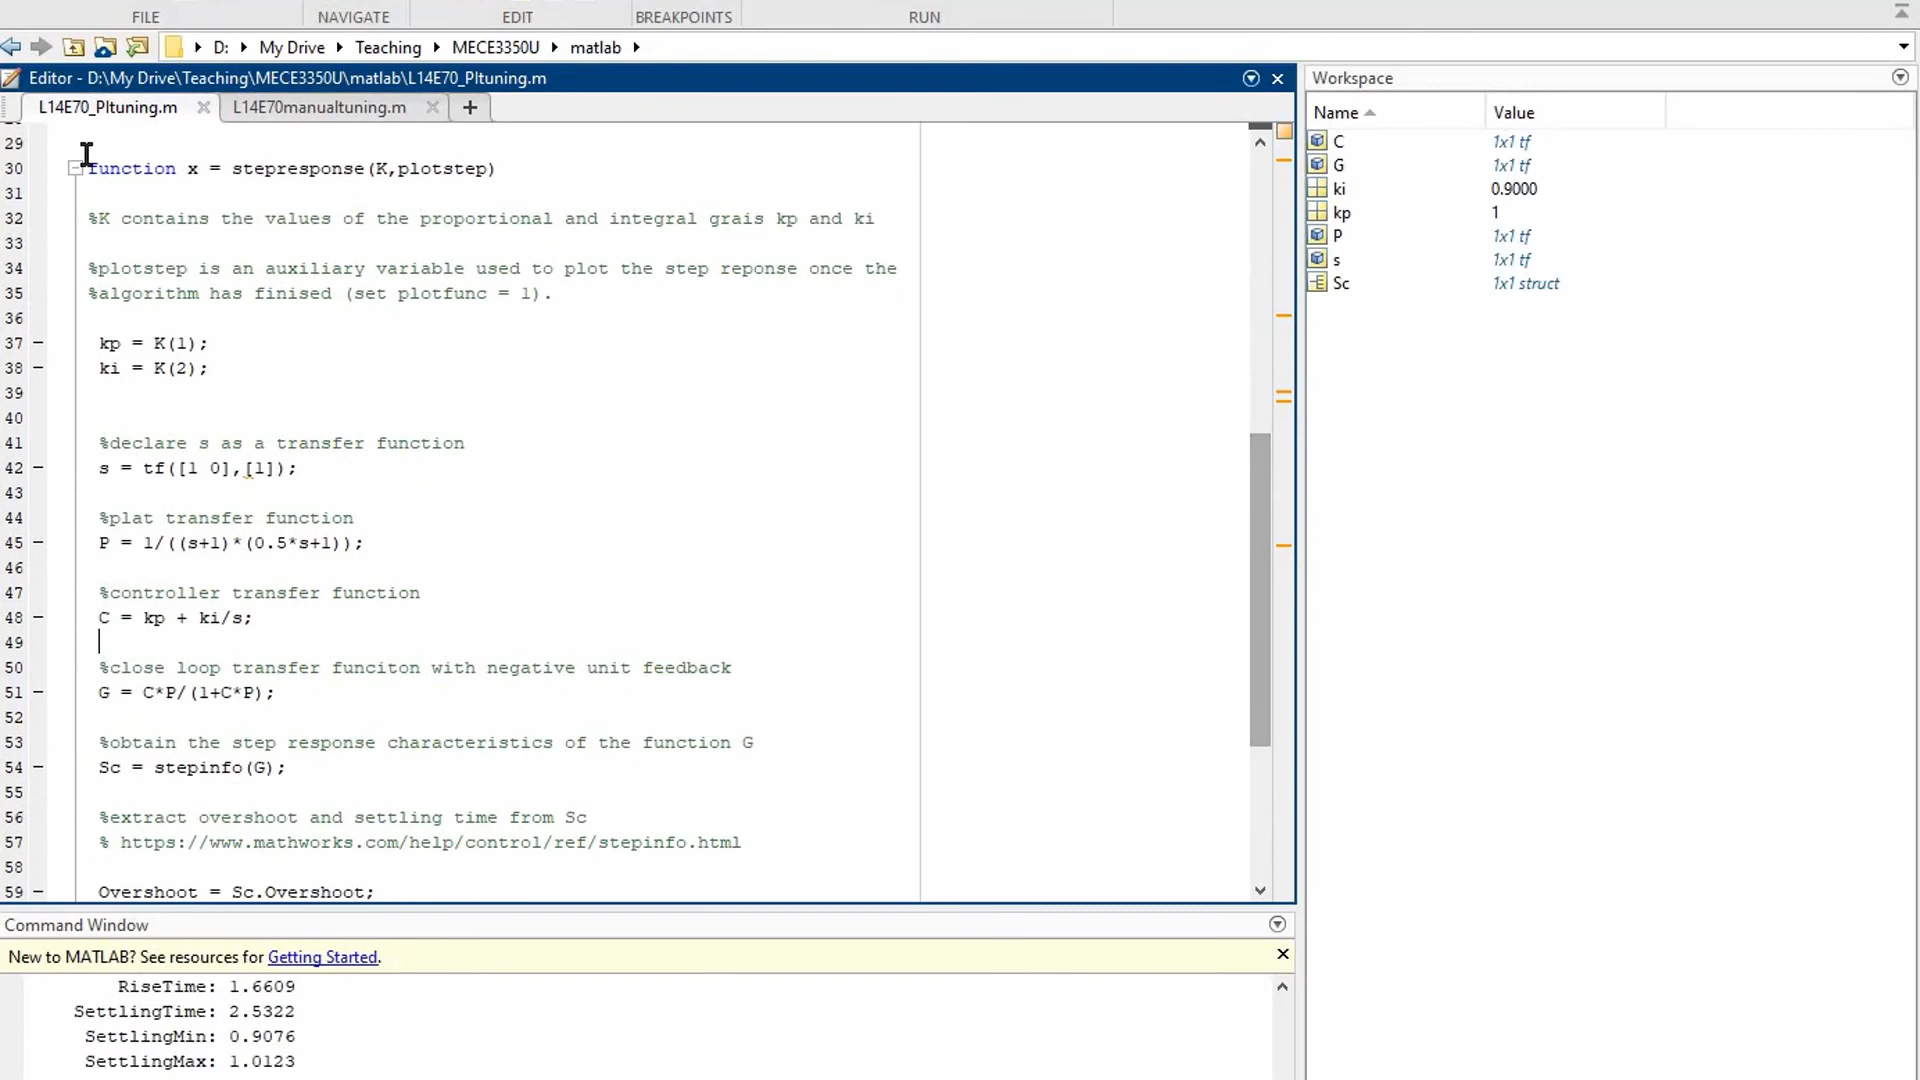 FILE NAVIGATE EDIT BREAKPOINTS RUN
D: My Drive Teaching MECE3350U matlab
Editor - D:\My Drive\Teaching\MECE3350U\matlab\L14E70_PItuning.m
L14E70_PItuning.m L14E70manualtuning.m
29
30 function x = stepresponse(K,plotstep)
31
32 %K contains the values of the proportional and integral grais kp and ki
33
34 %plotstep is an auxiliary variable used to plot the step reponse once the
35 %algorithm has finised (set plotfunc = 1).
36
37 kp = K(1);
38 ki = K(2);
39
40
41 %declare s as a transfer function
42 s = tf([1 0],[1]);
43
44 %plat transfer function
45 P = 1/((s+1)*(0.5*s+1));
46
47 %controller transfer function
48 C = kp + ki/s;
49
50 %close loop transfer funciton with negative unit feedback
51 G = C*P/(1+C*P);
52
53 %obtain the step response characteristics of the function G
54 Sc = stepinfo(G);
55
56 %extract overshoot and settling time from Sc
57 % https://www.mathworks.com/help/control/ref/stepinfo.html
58
59 Overshoot = Sc.Overshoot;
Command Window
New to MATLAB? See resources for Getting Started.
RiseTime: 1.6609
SettlingTime: 2.5322
SettlingMin: 0.9076
SettlingMax: 1.0123
Workspace
Name Value
C 1x1 tf
G 1x1 tf
ki 0.9000
kp 1
P 1x1 tf
s 1x1 tf
Sc 1x1 struct